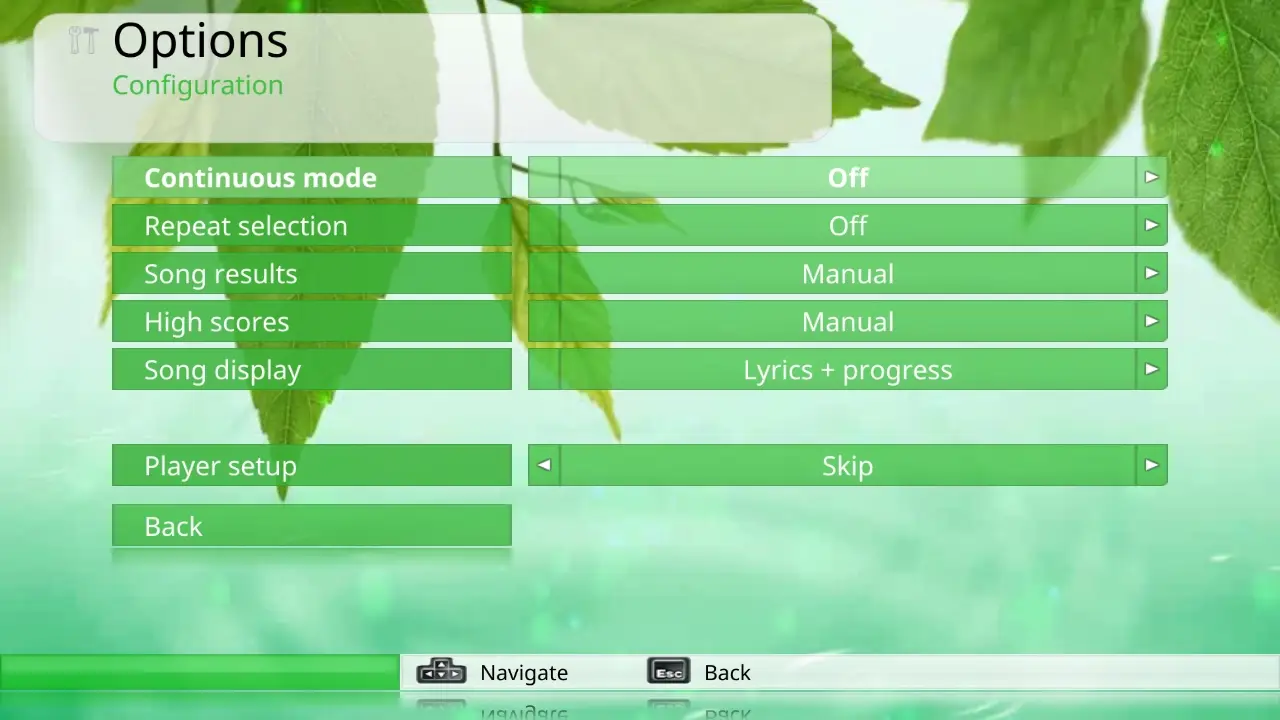 Options
Configuration
Continuous mode Off
Repeat selection Off
Song results Manual
High scores Manual
Song display Lyrics + progress
Player setup Skip
Back
Navigate Esc Back